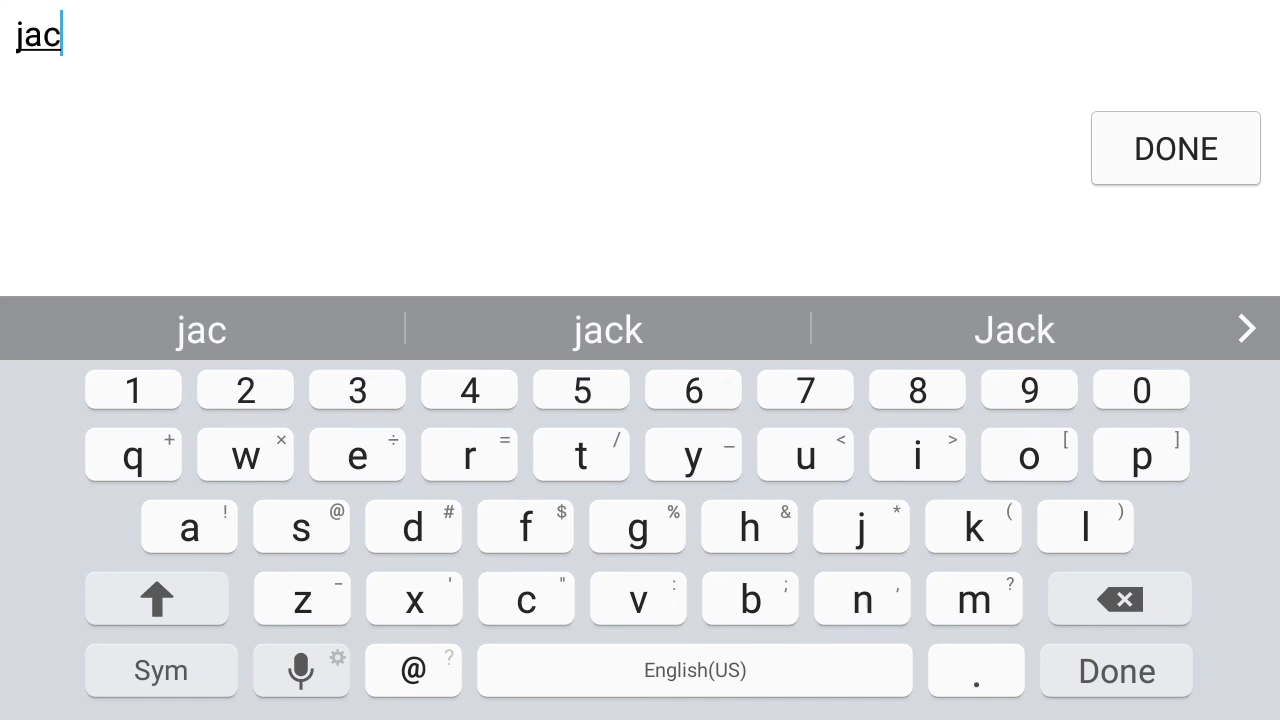 jac
DONE
jac jack Jack
1 2 3 4 5 6 7 8 9 0
q + w × e ÷ r = t / y _ u < i > o [ p ]
a ! s @ d # f $ g % h & j * k ( l )
z - x ' c " v : b ; n , m ?
Sym @ ? English(US) . Done